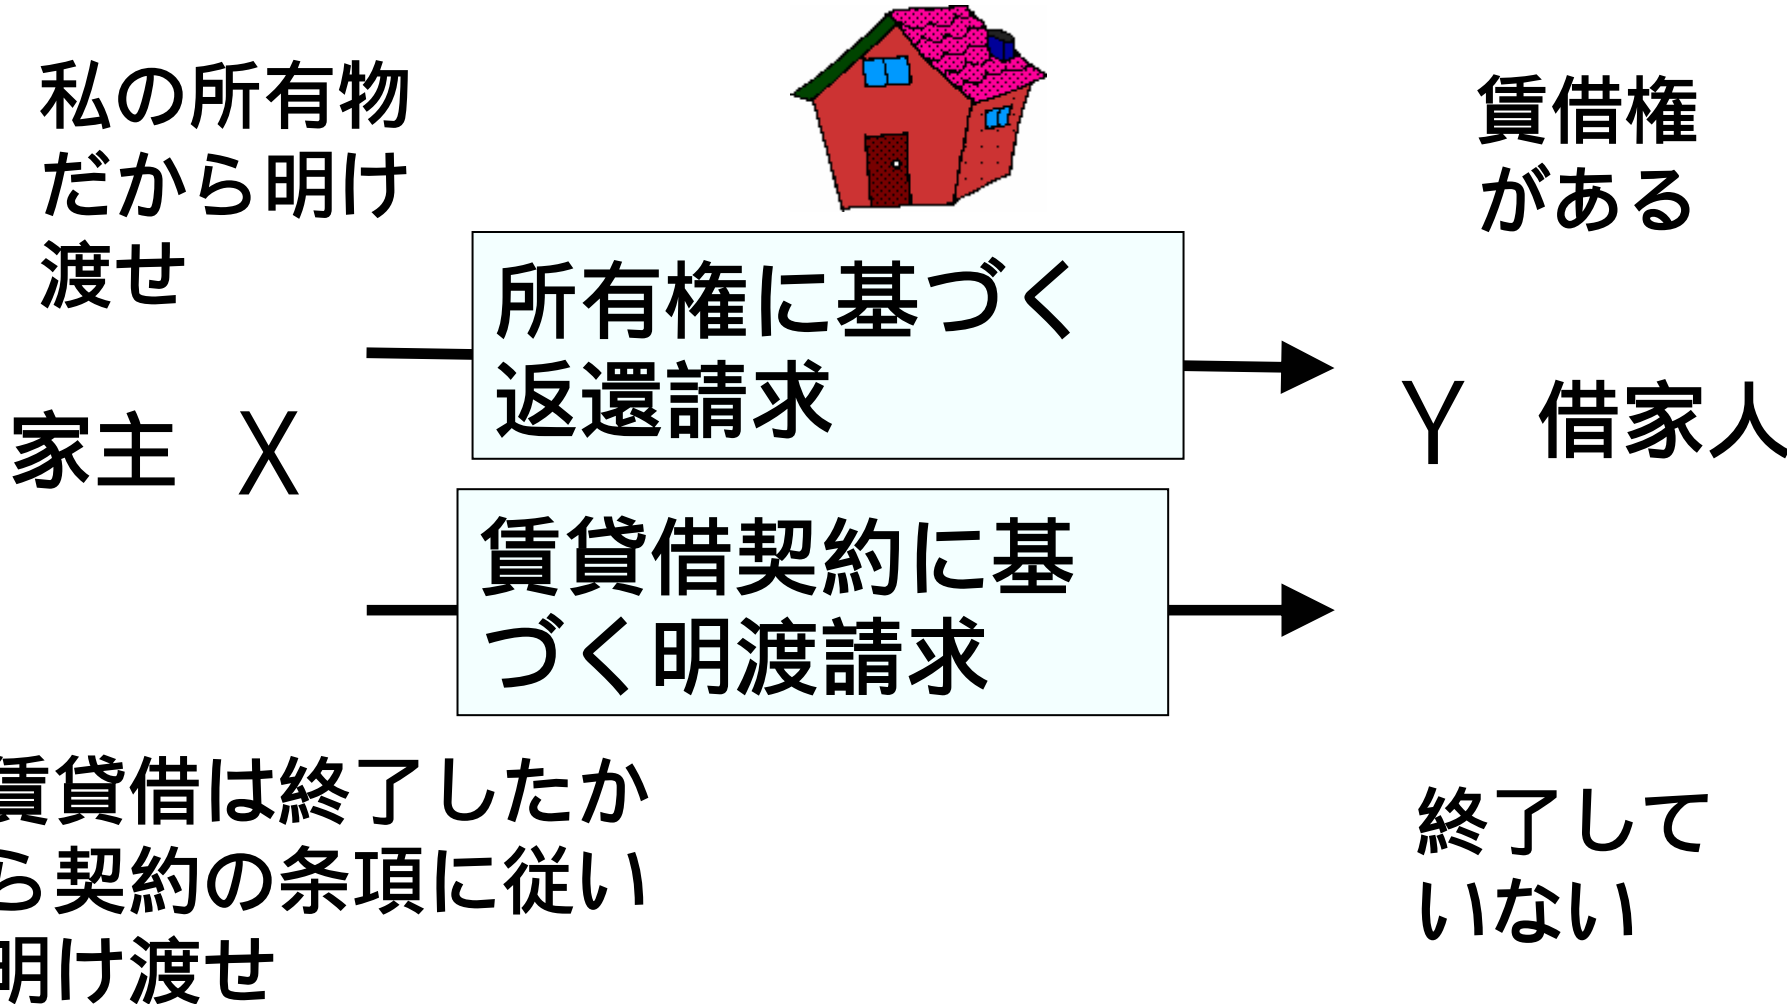 私の所有物
だから明け
渡せ
賃借権
がある
所有権に基づく
返還請求
家主 X
Y 借家人
賃貸借契約に基
づく明渡請求
賃貸借は終了したか
ら契約の条項に従い
明け渡せ
終了して
いない